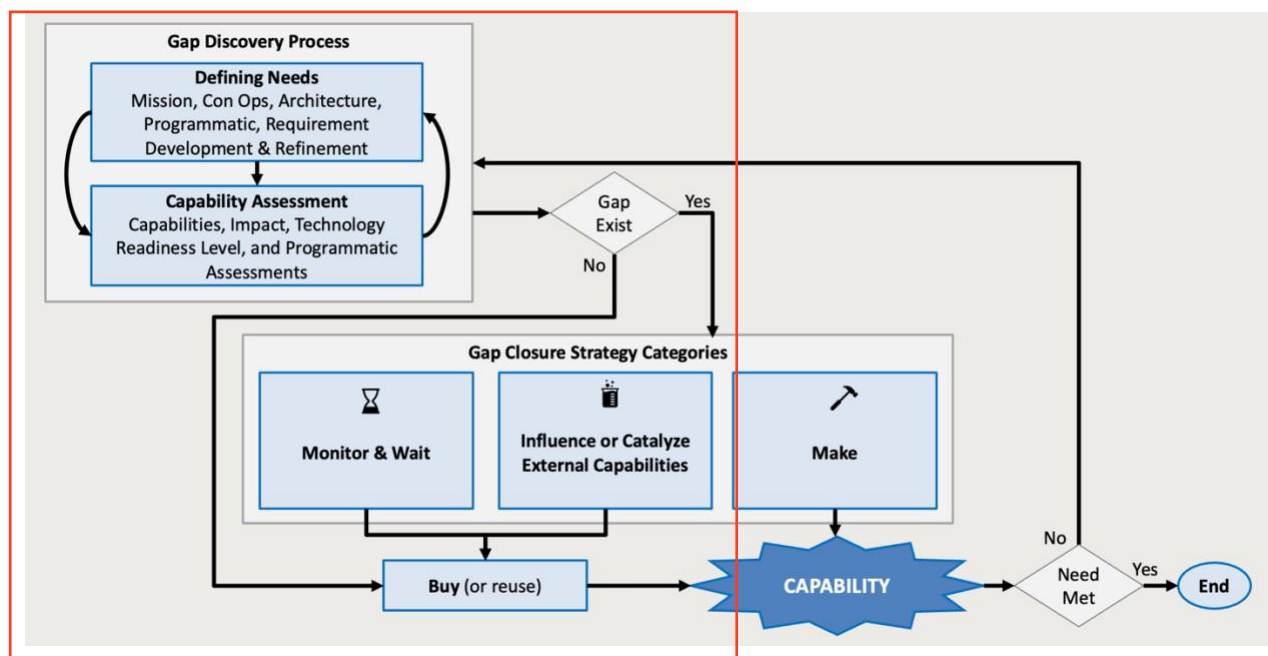 Gap Discovery Process
Defining Needs
Mission, Con Ops, Architecture,
Programmatic, Requirement
Development & Refinement
Capability Assessment
Capabilities, Impact, Technology
Readiness Level, and Programmatic
Assessments
Gap
Exist
Yes
No
Gap Closure Strategy Categories
Monitor & Wait
Influence or Catalyze
External Capabilities
Make
Buy (or reuse)
CAPABILITY
No
Need
Met
Yes
End